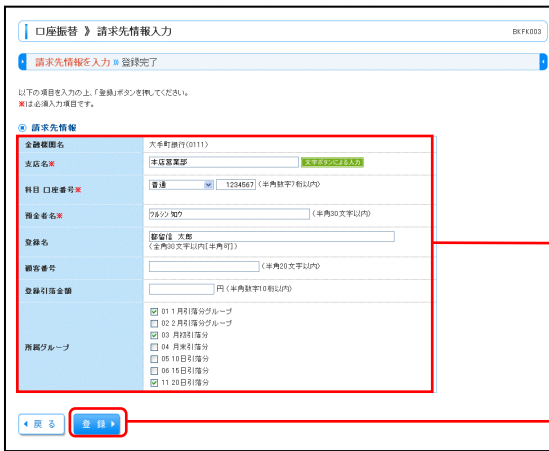 口座振替 》 請求先情報入力
BKFK003
請求先情報を入力 》 登録完了
以下の項目を入力の上、「登録」ボタンを押してください。
※は必須入力項目です。
請求先情報
金融機関名 大手町銀行(0111)
支店名※ 本店営業部 文字ボタンによる入力
科目 口座番号※ 普通 1234567 (半角数字7桁以内)
預金者名※ ﾂﾙｼﾝ ﾀﾛｳ (半角30文字以内)
登録名 都留信 太郎
(全角30文字以内[半角可])
顧客番号 (半角20文字以内)
登録引落金額 円 (半角数字10桁以内)
所属グループ
01 1月引落分グループ
02 2月引落分グループ
03 月初引落分
04 月末引落分
05 10日引落分
06 15日引落分
11 20日引落分
戻る
登録